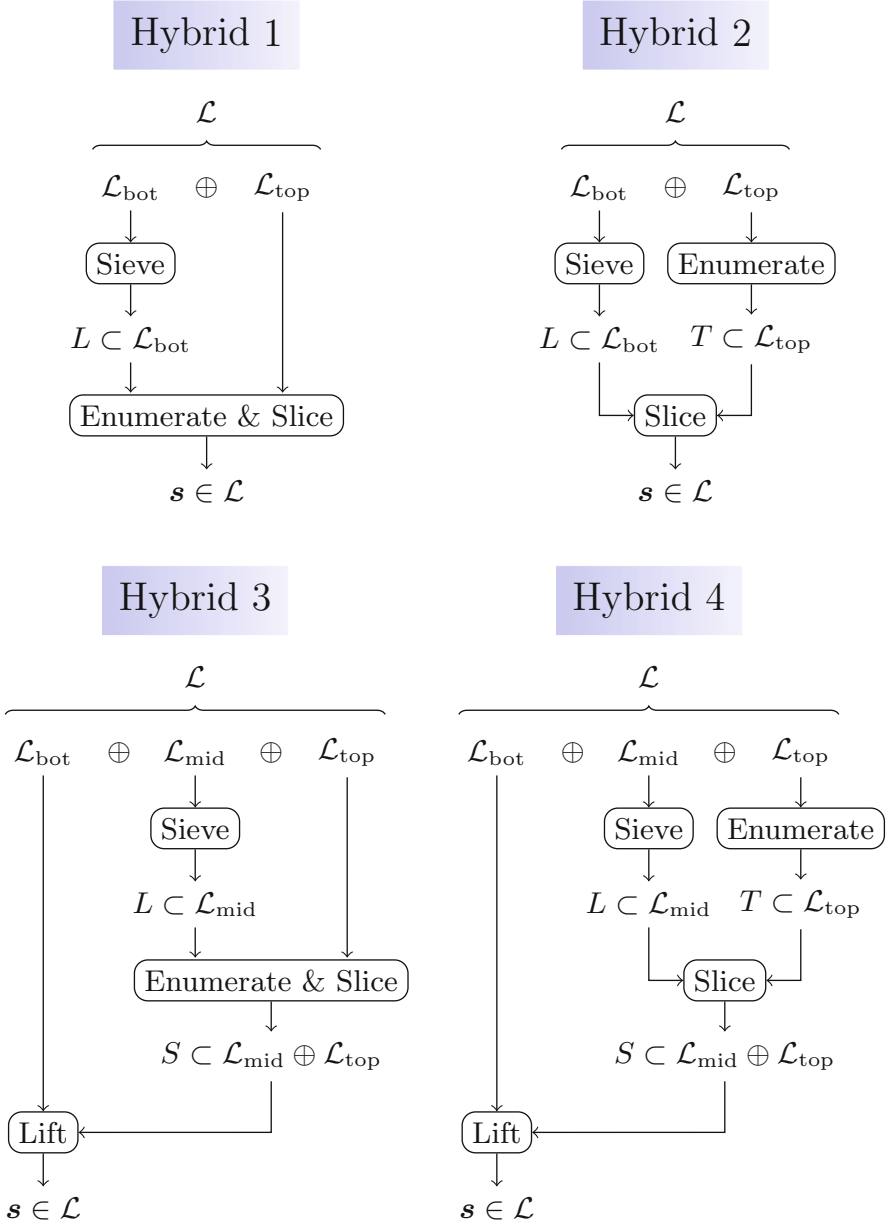 Hybrid 1
ℒ
ℒ_bot ⊕ ℒ_top
Sieve
L ⊂ ℒ_bot
Enumerate & Slice
s ∈ ℒ
Hybrid 2
ℒ
ℒ_bot ⊕ ℒ_top
Sieve Enumerate
L ⊂ ℒ_bot T ⊂ ℒ_top
Slice
s ∈ ℒ
Hybrid 3
ℒ
ℒ_bot ⊕ ℒ_mid ⊕ ℒ_top
Sieve
L ⊂ ℒ_mid
Enumerate & Slice
S ⊂ ℒ_mid ⊕ ℒ_top
Lift
s ∈ ℒ
Hybrid 4
ℒ
ℒ_bot ⊕ ℒ_mid ⊕ ℒ_top
Sieve Enumerate
L ⊂ ℒ_mid T ⊂ ℒ_top
Slice
S ⊂ ℒ_mid ⊕ ℒ_top
Lift
s ∈ ℒ